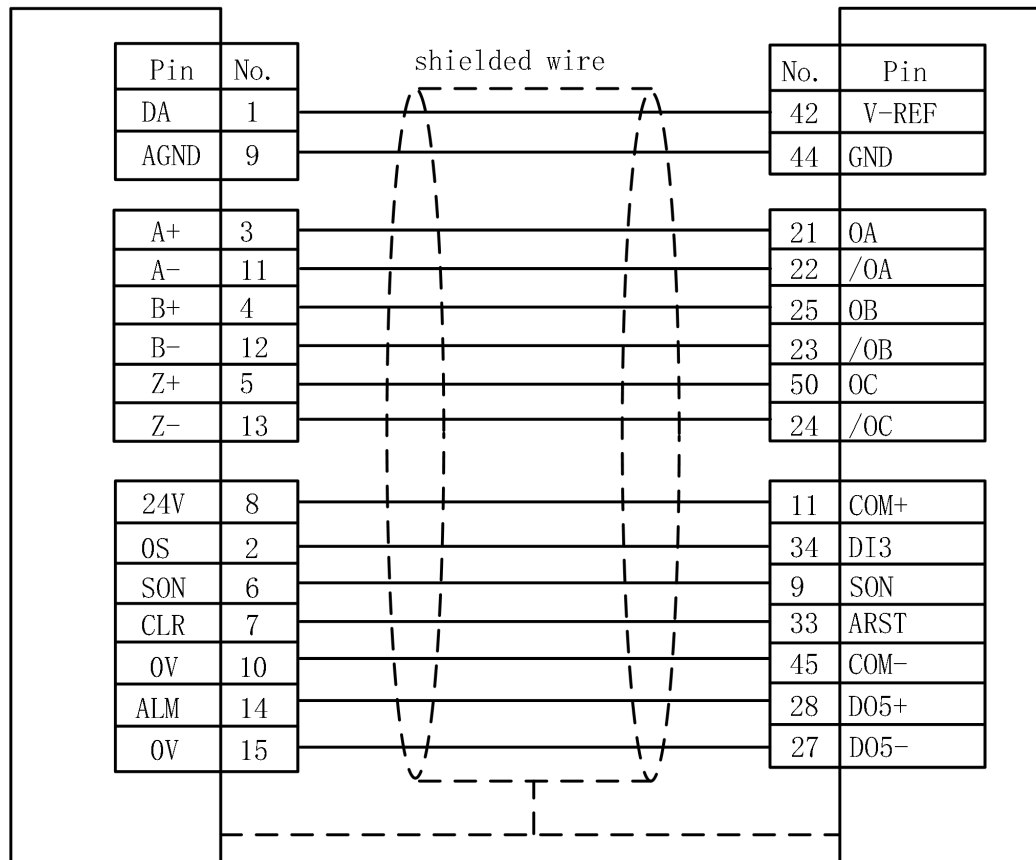 shielded wire
Pin No.
DA 1
AGND 9
A+ 3
A- 11
B+ 4
B- 12
Z+ 5
Z- 13
24V 8
OS 2
SON 6
CLR 7
0V 10
ALM 14
0V 15
No. Pin
42 V-REF
44 GND
21 OA
22 /OA
25 OB
23 /OB
50 OC
24 /OC
11 COM+
34 DI3
9 SON
33 ARST
45 COM-
28 DO5+
27 DO5-